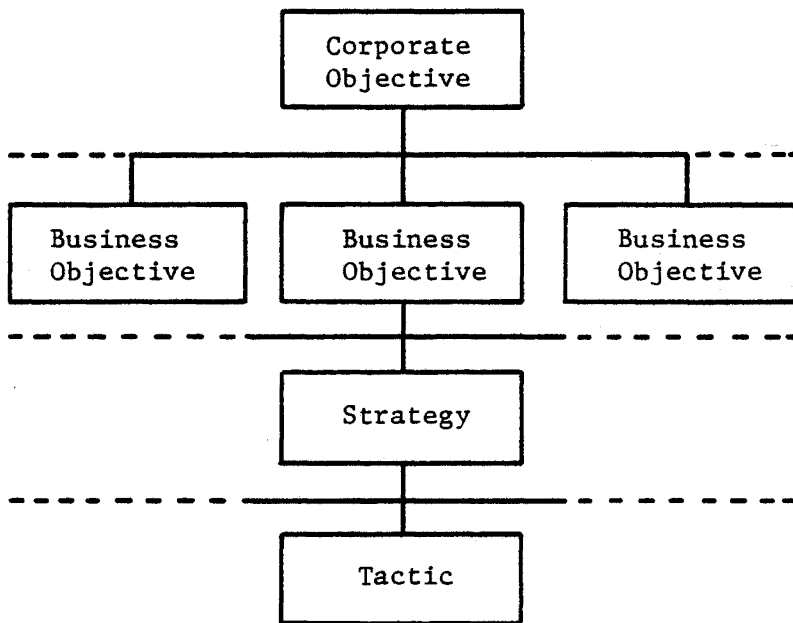 Corporate
Objective
Business
Objective
Business
Objective
Business
Objective
Strategy
Tactic